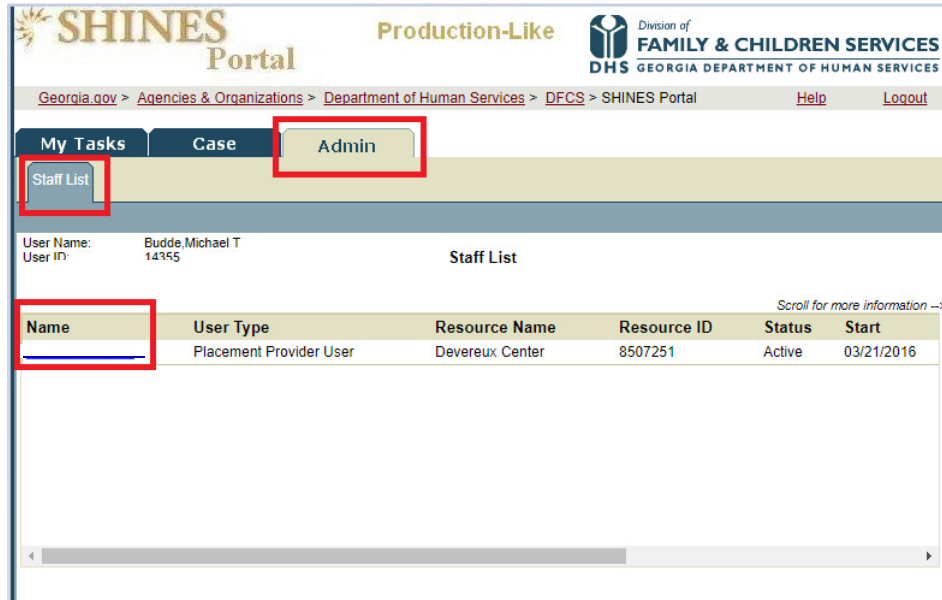 SHINES
Portal
Production-Like
Division of
FAMILY & CHILDREN SERVICES
DHS GEORGIA DEPARTMENT OF HUMAN SERVICES
Georgia.gov > Agencies & Organizations > Department of Human Services > DFCS > SHINES Portal Help Logout
My Tasks Case Admin
Staff List
User Name: Budde,Michael T
User ID: 14355
Staff List
Scroll for more information -->
Name User Type Resource Name Resource ID Status Start
Placement Provider User Devereux Center 8507251 Active 03/21/2016